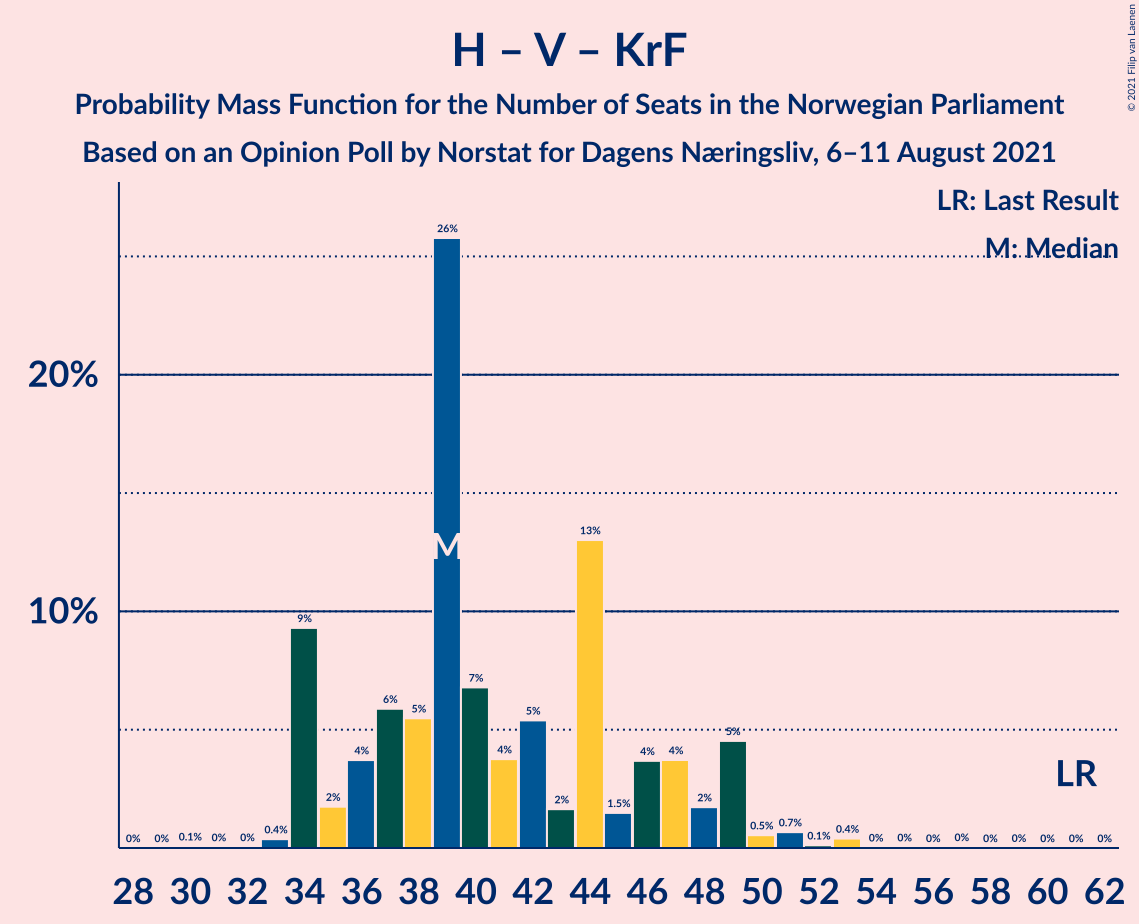 H – V – KrF
Probability Mass Function for the Number of Seats in the Norwegian Parliament
Based on an Opinion Poll by Norstat for Dagens Næringsliv, 6–11 August 2021
© 2021 Filip van Laenen
LR: Last Result
M: Median
20%
10%
0% 0% 0.1% 0% 0% 0.4% 9% 2% 4% 6% 5% 26% 7% 4% 5% 2% 13% 1.5% 4% 4% 2% 5% 0.5% 0.7% 0.1% 0.4% 0% 0% 0% 0% 0% 0% 0% 0% 0%
M
LR
28 30 32 34 36 38 40 42 44 46 48 50 52 54 56 58 60 62